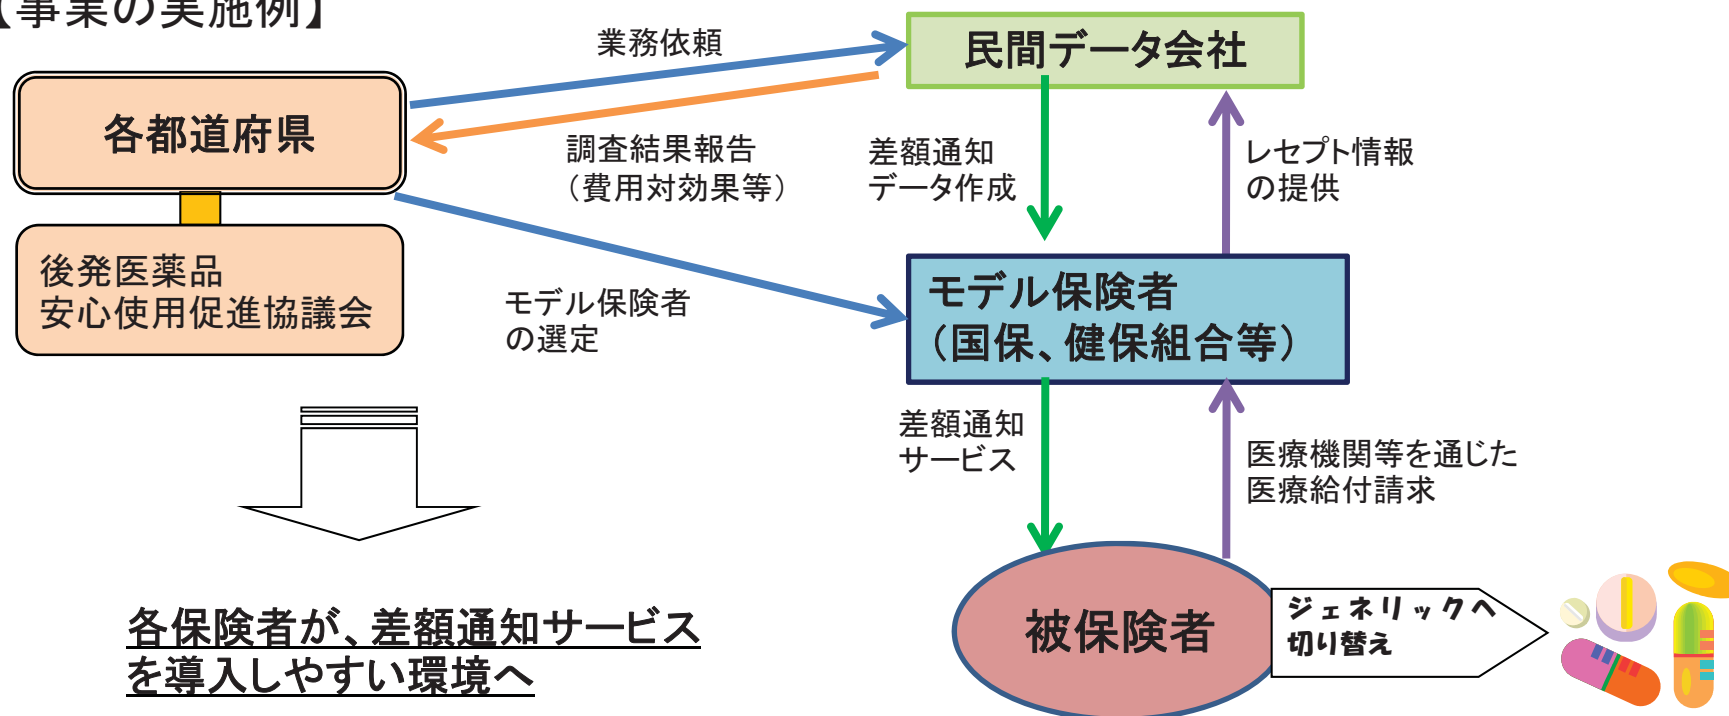 【事業の実施例】
業務依頼
民間データ会社
各都道府県
調査結果報告
（費用対効果等）
差額通知
データ作成
レセプト情報
の提供
後発医薬品
安心使用促進協議会
モデル保険者
の選定
モデル保険者
（国保、健保組合等）
差額通知
サービス
医療機関等を通じた
医療給付請求
被保険者
ジェネリックへ
切り替え
各保険者が、差額通知サービス
を導入しやすい環境へ